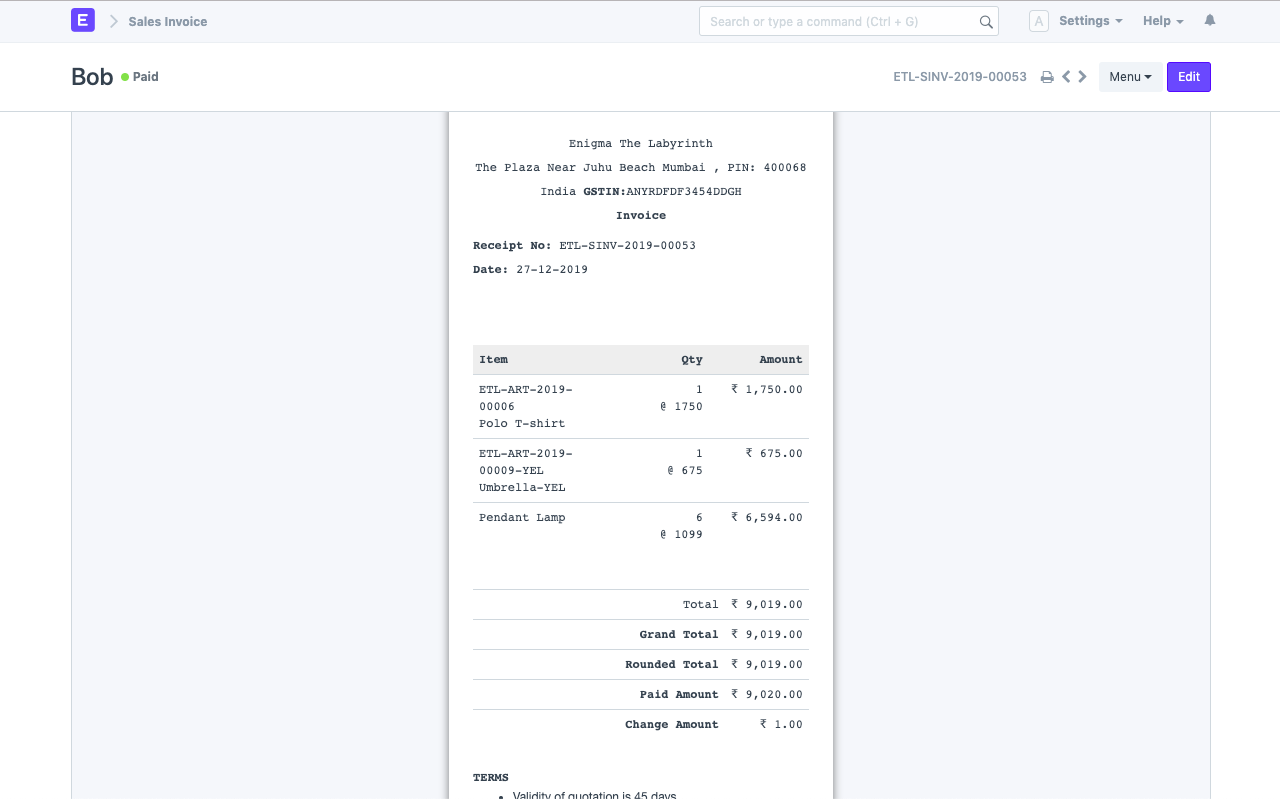 E Sales Invoice Search or type a command (Ctrl + G) A Settings Help
Bob Paid ETL-SINV-2019-00053 Menu Edit
Enigma The Labyrinth
The Plaza Near Juhu Beach Mumbai , PIN: 400068
India GSTIN:ANYRDFDF3454DDGH
Invoice
Receipt No: ETL-SINV-2019-00053
Date: 27-12-2019
Item Qty Amount
ETL-ART-2019- 1 ₹ 1,750.00
00006 @ 1750
Polo T-shirt
ETL-ART-2019- 1 ₹ 675.00
00009-YEL @ 675
Umbrella-YEL
Pendant Lamp 6 ₹ 6,594.00
@ 1099
Total ₹ 9,019.00
Grand Total ₹ 9,019.00
Rounded Total ₹ 9,019.00
Paid Amount ₹ 9,020.00
Change Amount ₹ 1.00
TERMS
• Validity of quotation is 45 days